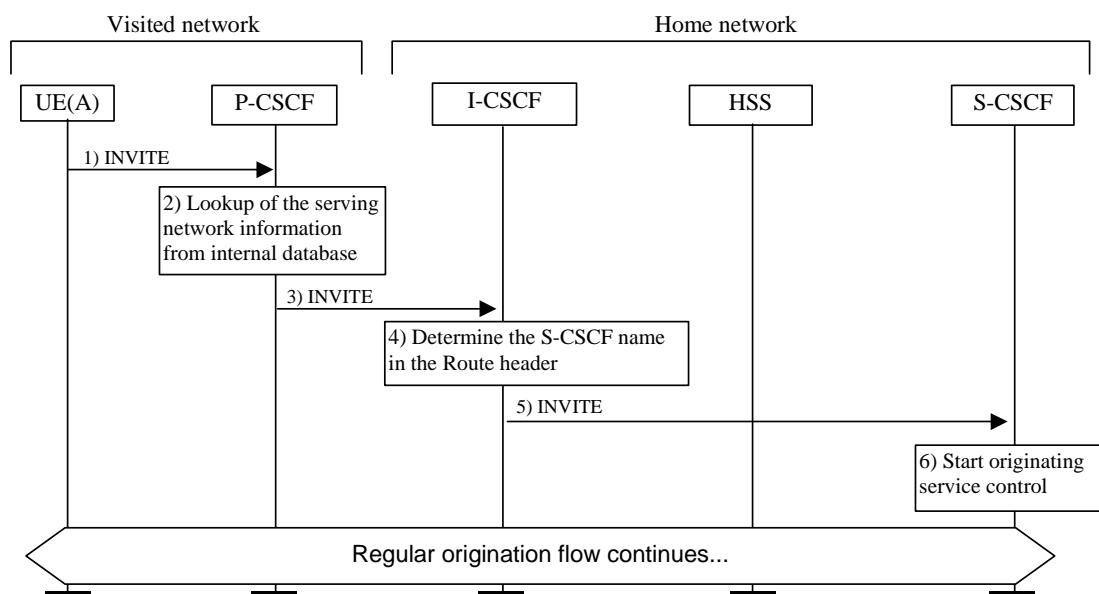 Visited network
Home network
UE(A)
P-CSCF
I-CSCF
HSS
S-CSCF
1) INVITE
2) Lookup of the serving
network information
from internal database
3) INVITE
4) Determine the S-CSCF name
in the Route header
5) INVITE
6) Start originating
service control
Regular origination flow continues...